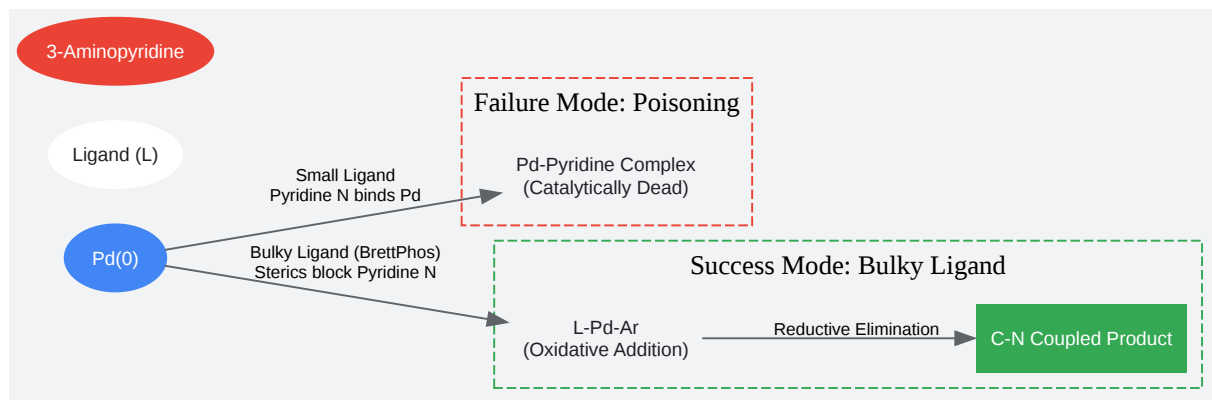 3-Aminopyridine
Failure Mode: Poisoning
Ligand (L)
Pd-Pyridine Complex
(Catalytically Dead)
Small Ligand
Pyridine N binds Pd
Pd(0)
Bulky Ligand (BrettPhos)
Sterics block Pyridine N
Success Mode: Bulky Ligand
L-Pd-Ar
(Oxidative Addition)
Reductive Elimination
C-N Coupled Product